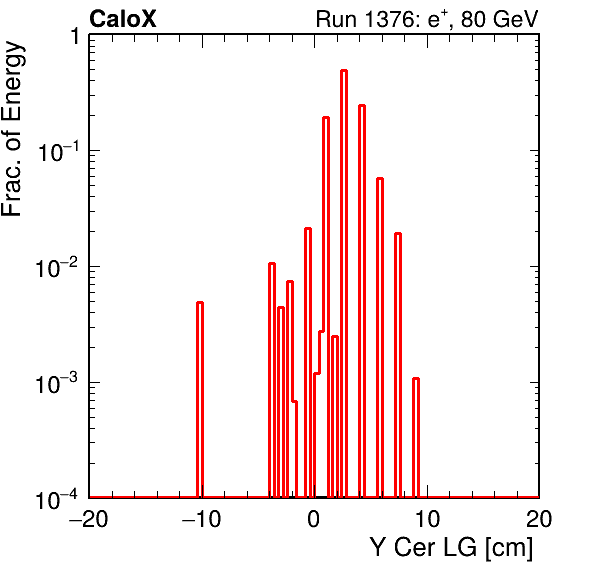 CaloX Run 1376: e⁺, 80 GeV
Frac. of Energy
1
10⁻¹
10⁻²
10⁻³
10⁻⁴
−20 −10 0 10 20
Y Cer LG [cm]